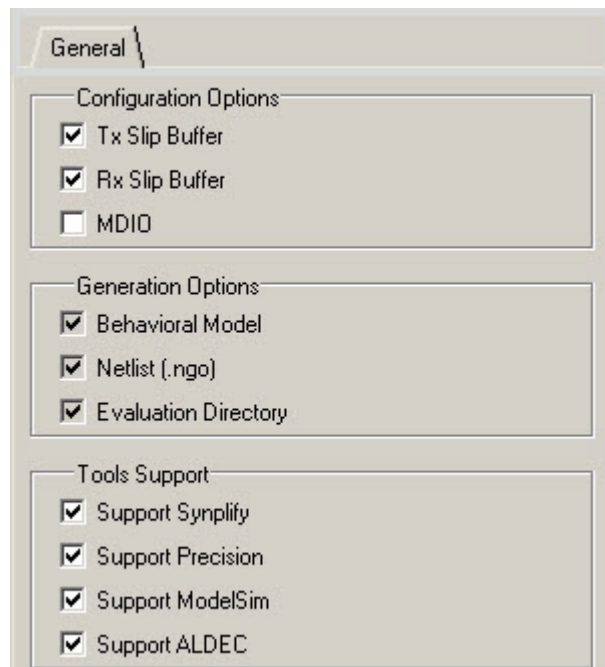 General
Configuration Options
Tx Slip Buffer
Rx Slip Buffer
MDIO
Generation Options
Behavioral Model
Netlist (.ngo)
Evaluation Directory
Tools Support
Support Synplify
Support Precision
Support ModelSim
Support ALDEC